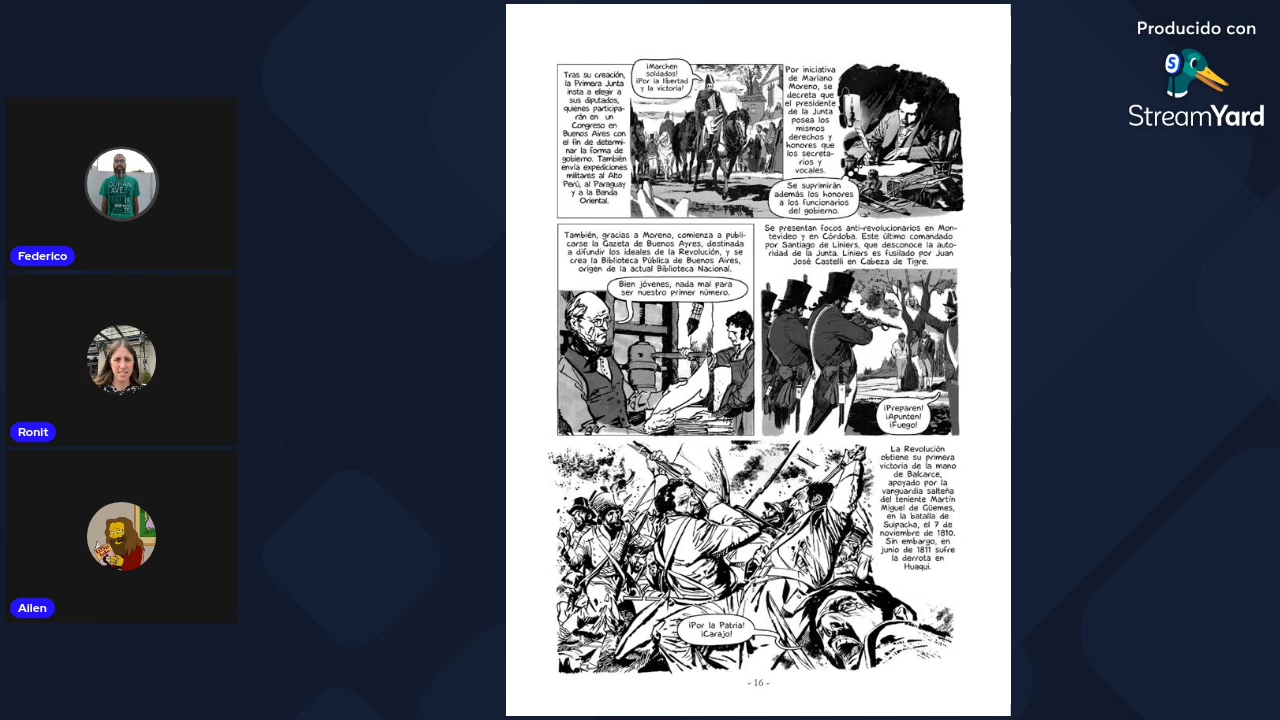 Producido con
StreamYard
Federico
Ronit
Ailen
Tras su creación,
la Primera Junta
insta a elegir a
sus diputados,
quienes participa-
rán en un
Congreso en
Buenos Aires con
el fin de determi-
nar la forma de
gobierno. También
envía expediciones
militares al Alto
Perú, al Paraguay
y a la Banda
Oriental.
¡Marchen
soldados!
¡Por la libertad
y la victoria!
Por iniciativa
de Mariano
Moreno, se
decreta que
el presidente
de la Junta
posea los
mismos
derechos y
honores que
los secreta-
rios y
vocales.
Se suprimirán
además los honores
a los funcionarios
del gobierno.
También, gracias a Moreno, comienza a publi-
carse la Gazeta de Buenos Ayres, destinada
a difundir los ideales de la Revolución, y se
crea la Biblioteca Pública de Buenos Aires,
origen de la actual Biblioteca Nacional.
Bien jóvenes, nada mal para
ser nuestro primer número.
Se presentan focos anti-revolucionarios en Mon-
tevideo y en Córdoba. Este último comandado
por Santiago de Liniers, que desconoce la auto-
ridad de la Junta. Liniers es fusilado por Juan
José Castelli en Cabeza de Tigre.
¡Preparen!
¡Apunten!
¡Fuego!
La Revolución
obtiene su primera
victoria de la mano
de Balcarce,
apoyado por la
vanguardia salteña
del teniente Martín
Miguel de Güemes,
en la batalla de
Suipacha, el 7 de
noviembre de 1810.
Sin embargo, en
junio de 1811 sufre
la derrota en
Huaqui.
¡Por la Patria!
¡Carajo!
- 16 -